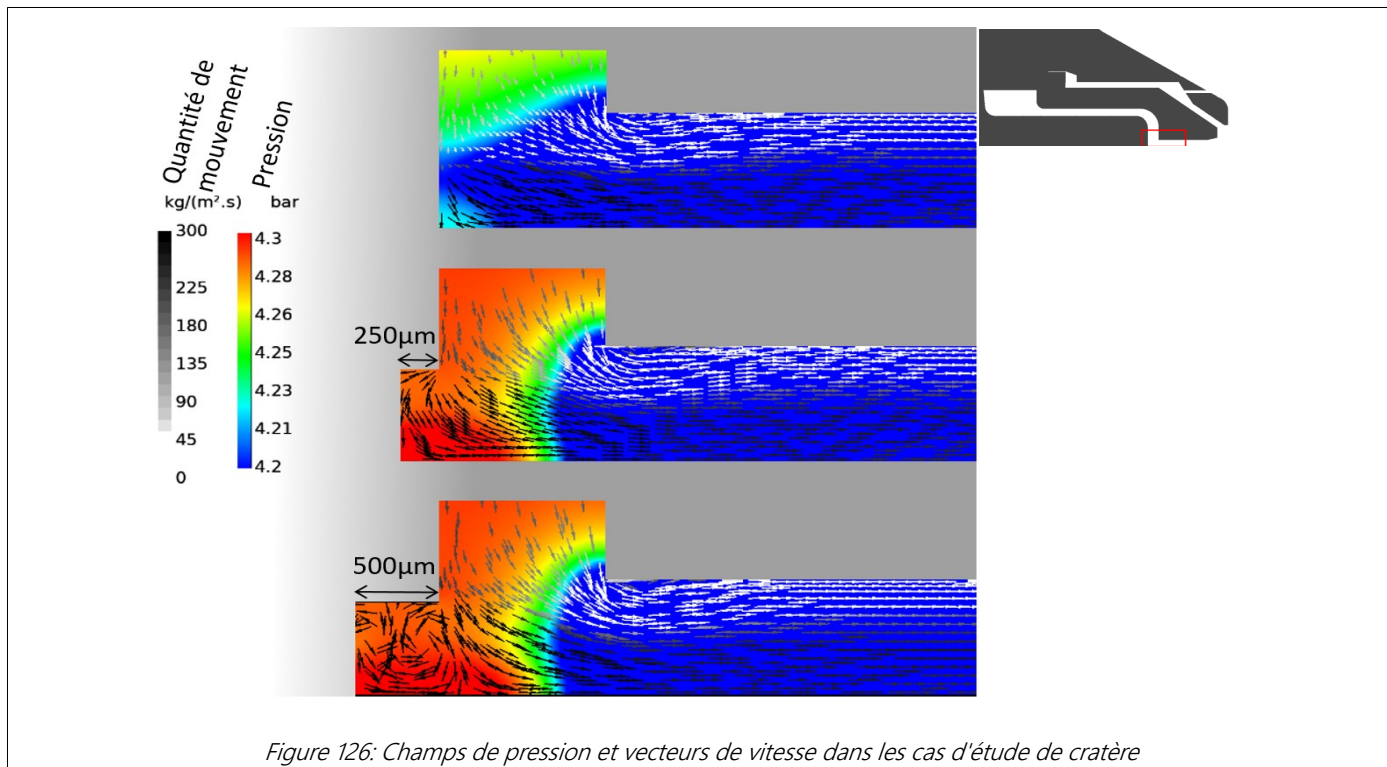 Quantité de
mouvement
Pression
kg/(m².s)
bar
300
225
180
135
90
45
0
4.3
4.28
4.26
4.25
4.23
4.21
4.2
250µm
500µm
Figure 126: Champs de pression et vecteurs de vitesse dans les cas d'étude de cratère